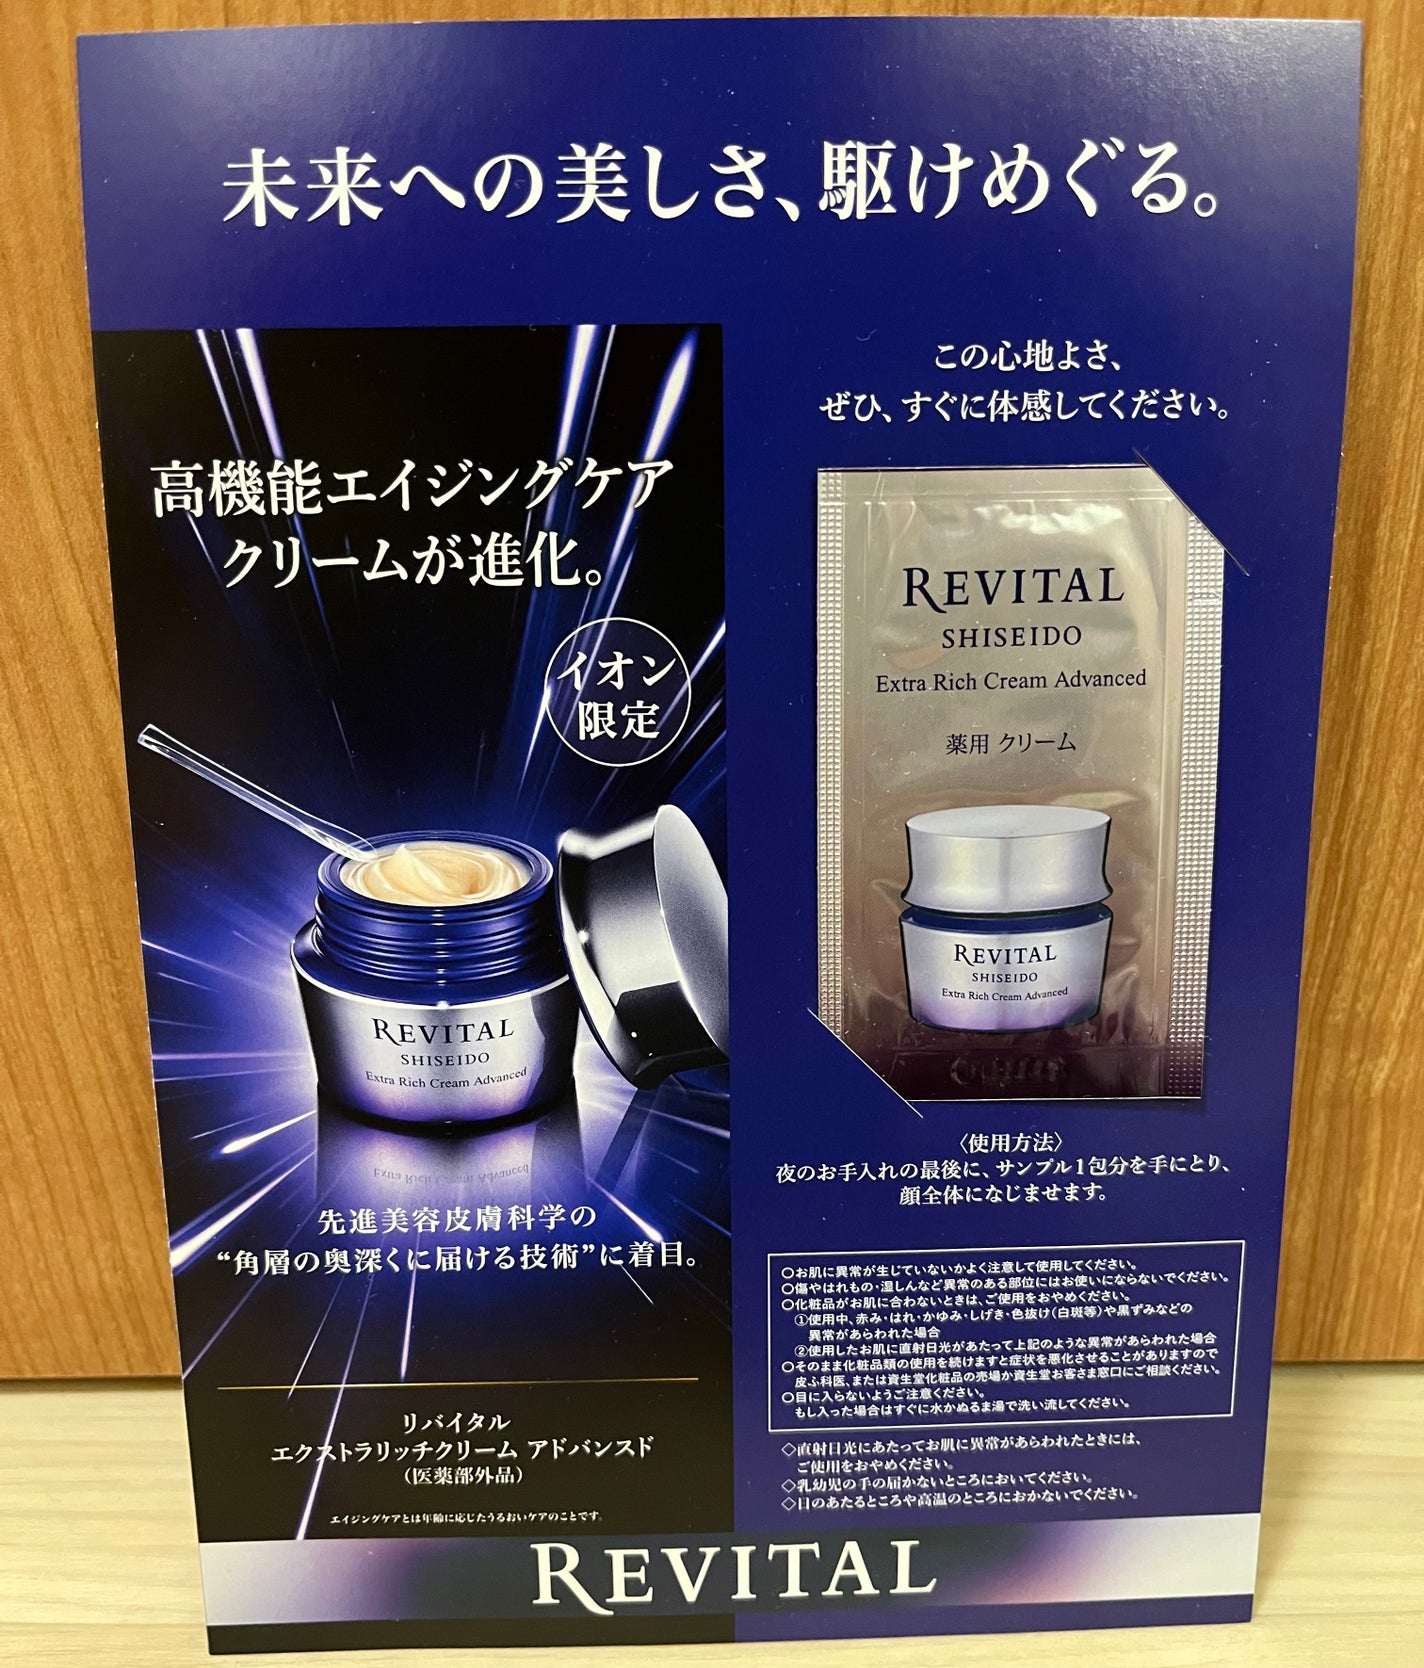 未来への美しさ、駆けめぐる。
高機能エイジングケア
クリームが進化。
イオン
限定
REVITAL
SHISEIDO
Extra Rich Cream Advanced
Extra Rich Cream Advanced
先進美容皮膚科学の
“角層の奥深くに届ける技術”に着目。
リバイタル
エクストラリッチクリーム アドバンスド
（医薬部外品）
エイジングケアとは年齢に応じたうるおいケアのことです。
この心地よさ、
ぜひ、すぐに体感してください。
REVITAL
SHISEIDO
Extra Rich Cream Advanced
薬用 クリーム
REVITAL
SHISEIDO
Extra Rich Cream Advanced
〈使用方法〉
夜のお手入れの最後に、サンプル1包分を手にとり、
顔全体になじませます。
○お肌に異常が生じていないかよく注意して使用してください。
○傷やはれもの・湿しんなど異常のある部位にはお使いにならないでください。
○化粧品がお肌に合わないときは、ご使用をおやめください。
①使用中、赤み・はれ・かゆみ・しげき・色抜け（白斑等）や黒ずみなどの
異常があらわれた場合
②使用したお肌に直射日光があたって上記のような異常があらわれた場合
○そのまま化粧品類の使用を続けますと症状を悪化させることがありますので
皮ふ科医、または資生堂化粧品の売場か資生堂お客さま窓口にご相談ください。
○目に入らないようご注意ください。
もし入った場合はすぐに水かぬるま湯で洗い流してください。
◇直射日光にあたってお肌に異常があらわれたときには、
ご使用をおやめください。
◇乳幼児の手の届かないところにおいてください。
◇日のあたるところや高温のところにおかないでください。
REVITAL